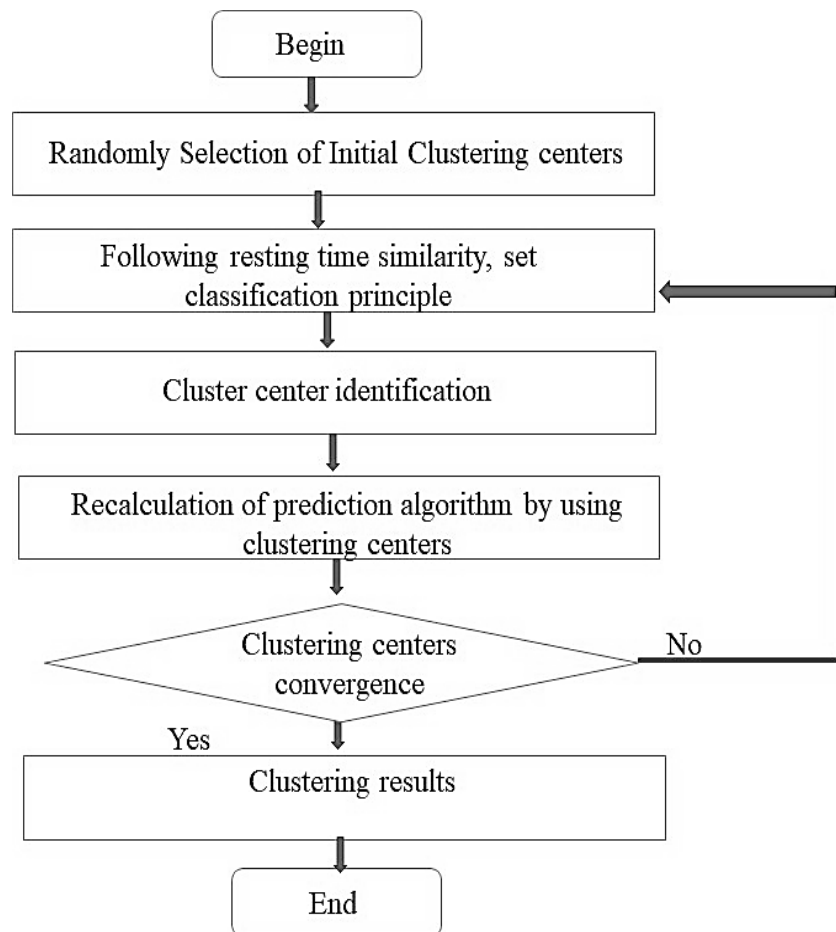 Begin
Randomly Selection of Initial Clustering centers
Following resting time similarity, set
classification principle
Cluster center identification
Recalculation of prediction algorithm by using
clustering centers
Clustering centers
convergence
No
Yes
Clustering results
End